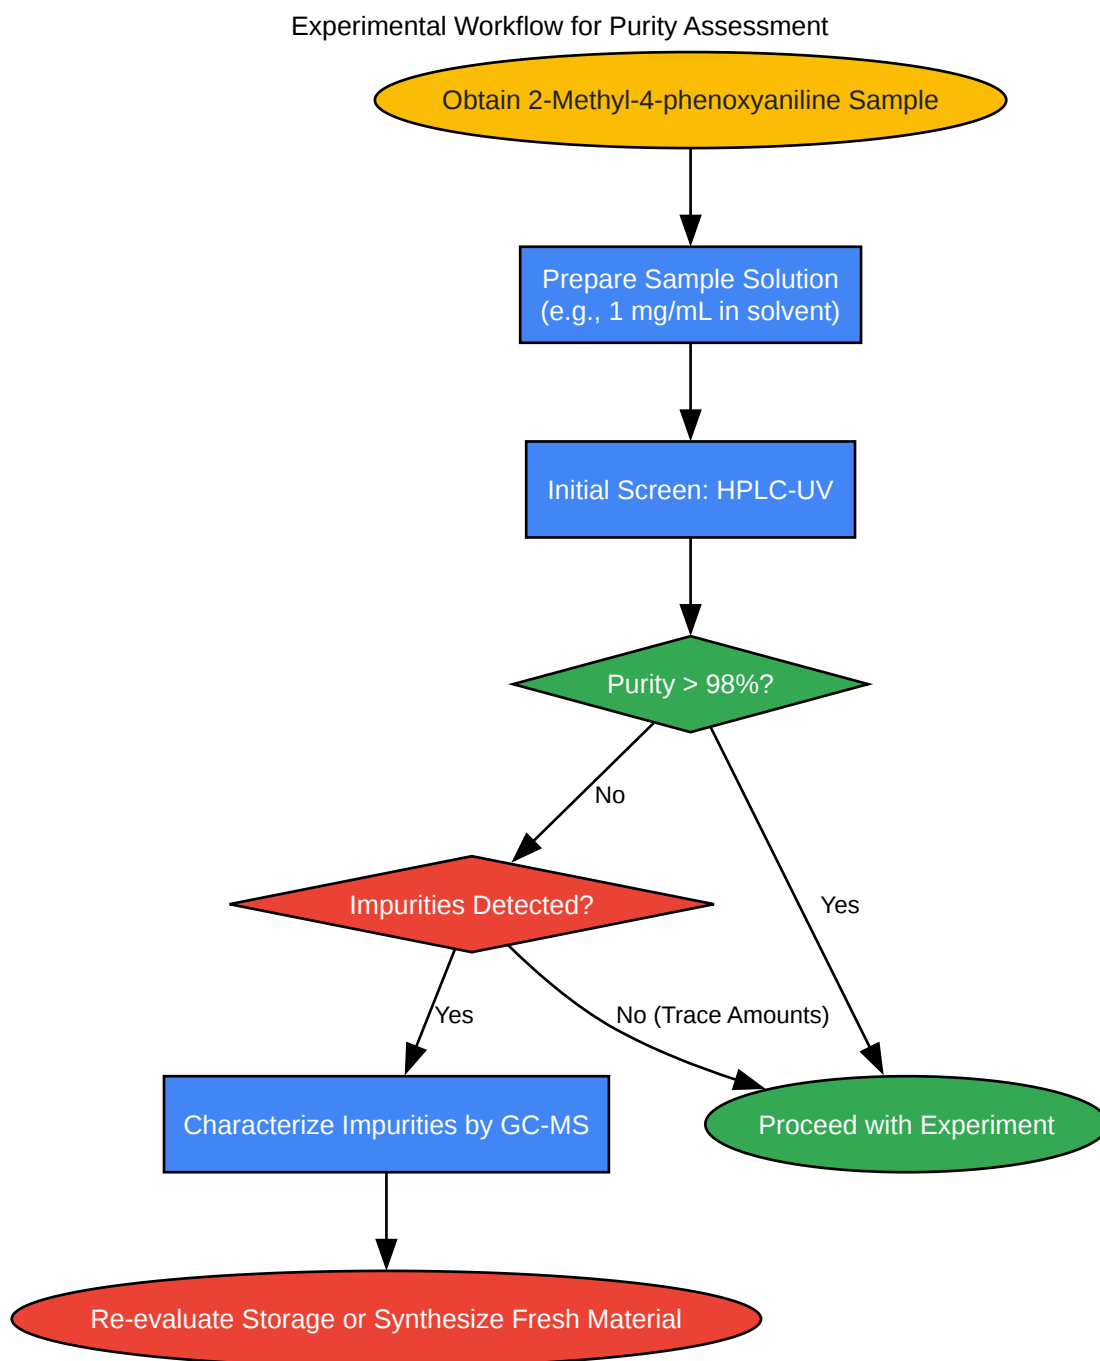 Experimental Workflow for Purity Assessment
Obtain 2-Methyl-4-phenoxyaniline Sample
Prepare Sample Solution
(e.g., 1 mg/mL in solvent)
Initial Screen: HPLC-UV
Purity > 98%?
No
Impurities Detected?
Yes
Yes
No (Trace Amounts)
Characterize Impurities by GC-MS
Proceed with Experiment
Re-evaluate Storage or Synthesize Fresh Material